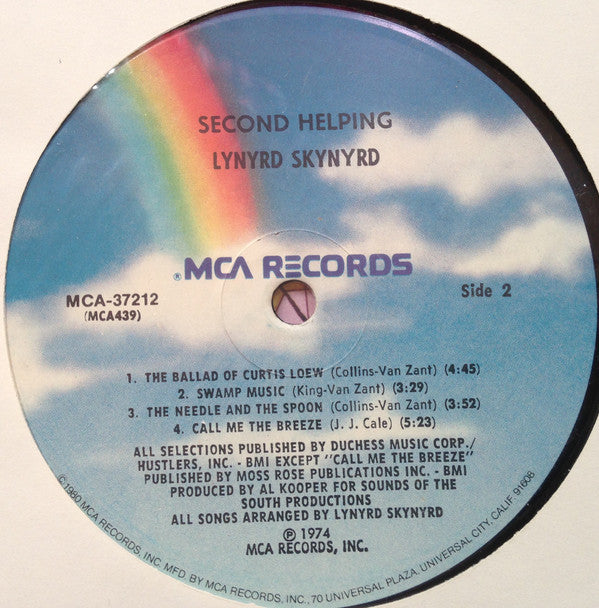 SECOND HELPING
LYNYRD SKYNYRD
®MCA RECORDS
MCA-37212
(MCA439)
Side 2
1. THE BALLAD OF CURTIS LOEW (Collins-Van Zant) (4:45)
2. SWAMP MUSIC (King-Van Zant) (3:29)
3. THE NEEDLE AND THE SPOON (Collins-Van Zant) (3:52)
4. CALL ME THE BREEZE (J. J. Cale) (5:23)
ALL SELECTIONS PUBLISHED BY DUCHESS MUSIC CORP./
HUSTLERS, INC. - BMI EXCEPT "CALL ME THE BREEZE"
PUBLISHED BY MOSS ROSE PUBLICATIONS INC. - BMI
PRODUCED BY AL KOOPER FOR SOUNDS OF THE
SOUTH PRODUCTIONS
ALL SONGS ARRANGED BY LYNYRD SKYNYRD
℗ 1974
MCA RECORDS, INC.
© 1980 MCA RECORDS, INC. MFD BY MCA RECORDS, INC., 70 UNIVERSAL PLAZA, UNIVERSAL CITY, CALIF. 91608